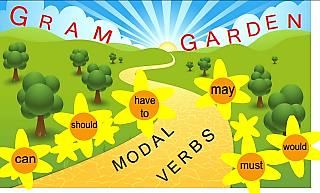 GRAM GARDEN
may
have
to
should
can
MODAL
VERBS
must
would